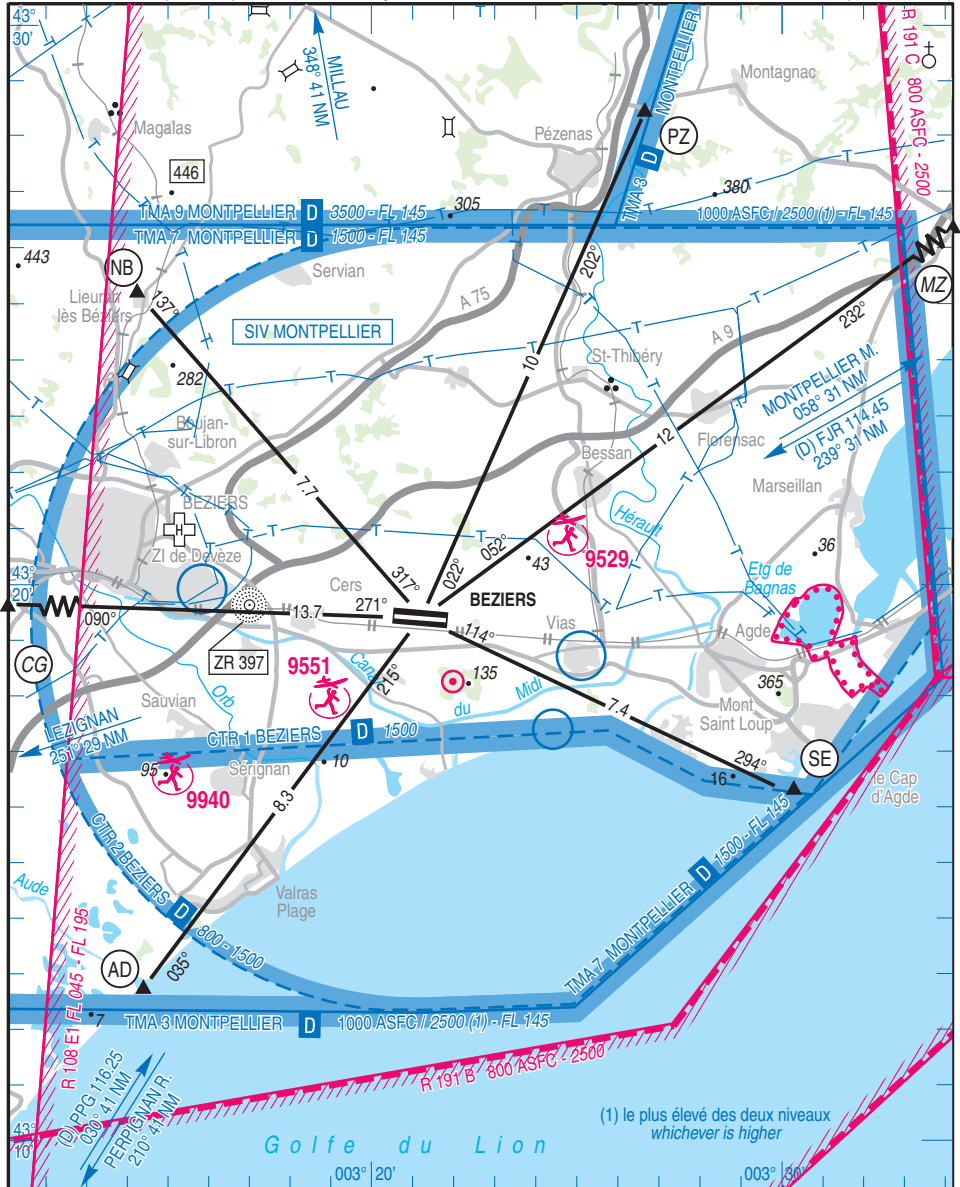 43°
30'
MILLAU
348° 41 NM
MONTPELLIER
TMA 3 D
R 191 C 800 ASFC - 2500
Montagnac
Magalas
Pézenas
PZ
446
380
305
TMA 9 MONTPELLIER D 3500 - FL 145
1000 ASFC / 2500 (1) - FL 145
TMA 7 MONTPELLIER D 1500 - FL 145
443
NB
Servian
202°
MZ
Lieuran
lès Béziers
137°
A 75
SIV MONTPELLIER
A 9
232°
10
St-Thibéry
282
MONTPELLIER M.
058° 31 NM
(D) FJR 114.45
239° 31 NM
Boujan-
sur-Libron
12
Florensac
Bessan
7.7
Marseillan
BEZIERS
H
Hérault
ZI de Devèze
052°
9529
43
36
43°
20'
317°
022°
Etg de
Bagnas
Cers
090°
13.7
271°
BEZIERS
114°
Vias
Agde
CG
ZR 397
9551
Canal
du
Midi
215°
135
365
Orb
Sauvian
7.4
Mont
Saint Loup
LEZIGNAN
251° 29 NM
CTR 1 BEZIERS D 1500
SE
294°
16
95
9940
Sérignan
10
le Cap
d'Agde
8.3
CTR 2 BEZIERS D 800 - 1500
TMA 7 MONTPELLIER D 1500 - FL 145
Aude
Valras
Plage
AD
035°
R 108 E1 FL 045 - FL 195
7
TMA 3 MONTPELLIER D 1000 ASFC / 2500 (1) - FL 145
R 191 B 800 ASFC - 2500
(D) PPG 116.25
030° 41 NM
PERPIGNAN R.
210° 41 NM
(1) le plus élevé des deux niveaux
whichever is higher
43°
10'
Golfe du Lion
003° 20'
003° 30'